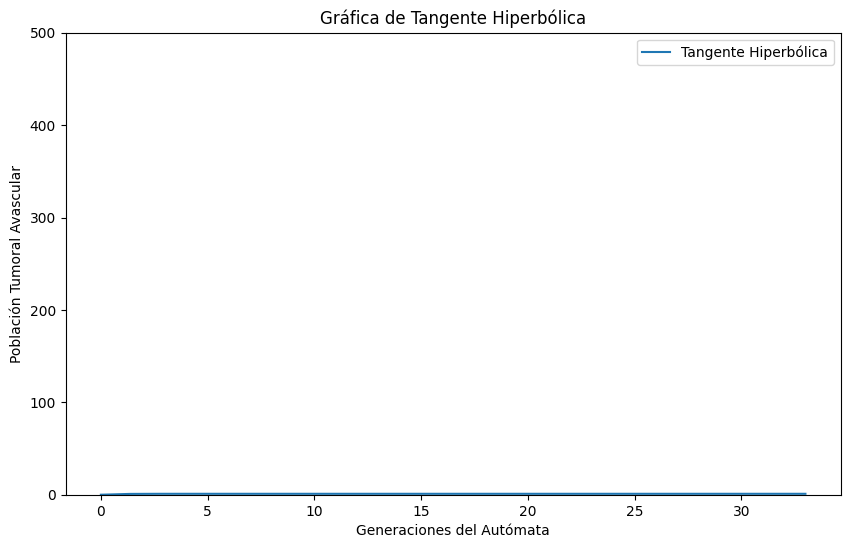 Gráfica de Tangente Hiperbólica
Tangente Hiperbólica
500
400
300
200
100
0
Población Tumoral Avascular
0 5 10 15 20 25 30
Generaciones del Autómata